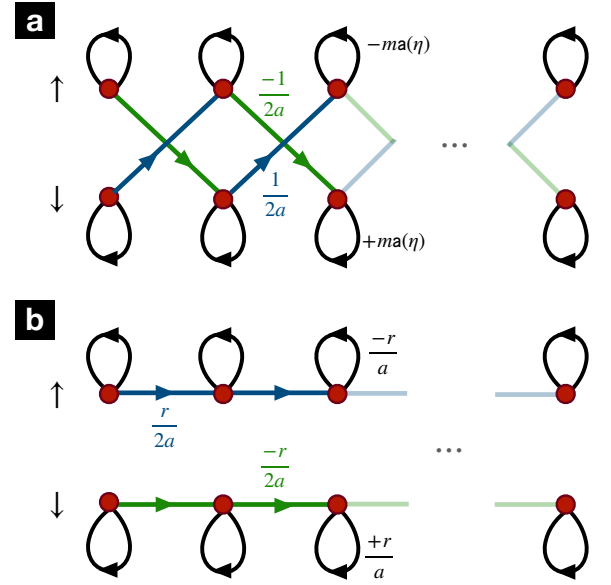 a
−ma(η)
↑
−1/2a
...
1/2a
↓
+ma(η)
b
−r/a
↑
r/2a
−r/2a
...
↓
+r/a